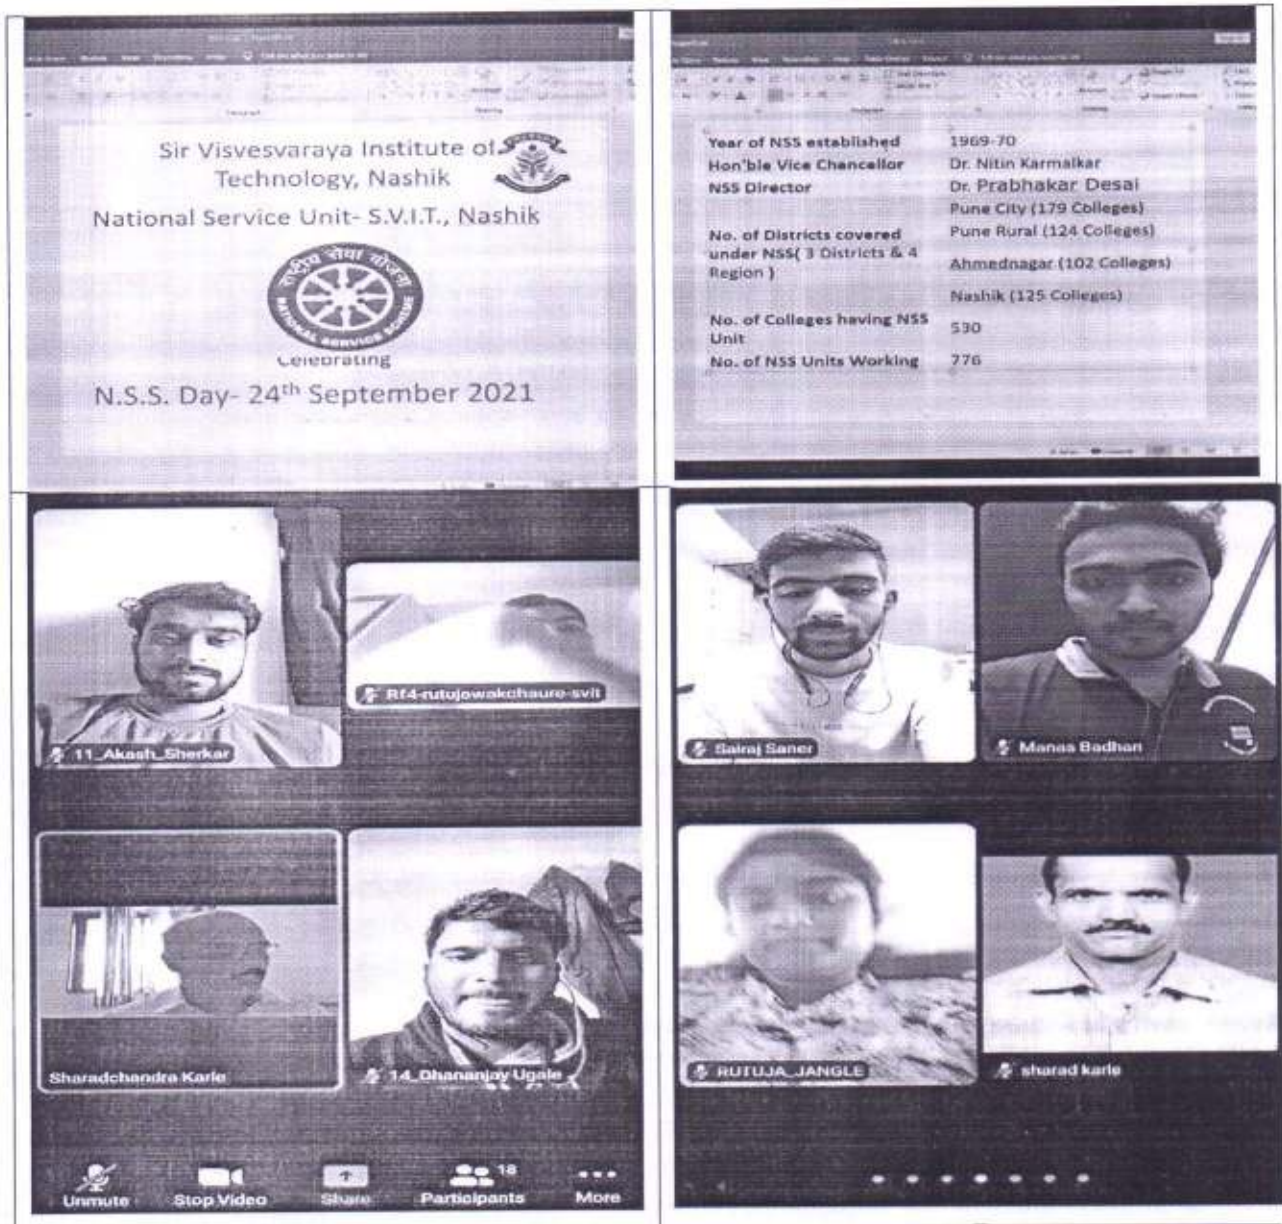 Sir Visvesvaraya Institute of
Technology, Nashik
National Service Unit- S.V.I.T., Nashik
राष्ट्रीय सेवा योजना
NATIONAL SERVICE SCHEME
Celebrating
N.S.S. Day- 24th September 2021
Year of NSS established 1969-70
Hon'ble Vice Chancellor Dr. Nitin Karmalkar
NSS Director Dr. Prabhakar Desai
Pune City (179 Colleges)
No. of Districts covered Pune Rural (124 Colleges)
under NSS( 3 Districts & 4
Region ) Ahmednagar (102 Colleges)
Nashik (125 Colleges)
No. of Colleges having NSS
Unit 530
No. of NSS Units Working 776
11_Akash_Sherkar
Rf4-rutujowakchaure-svit
Sharadchandra Karle
14_Dhananjay Ugale
Unmute Stop Video Share Participants 18 More
Sairaj Saner
Manas Badhan
RUTUJA_JANGLE
sharad karle